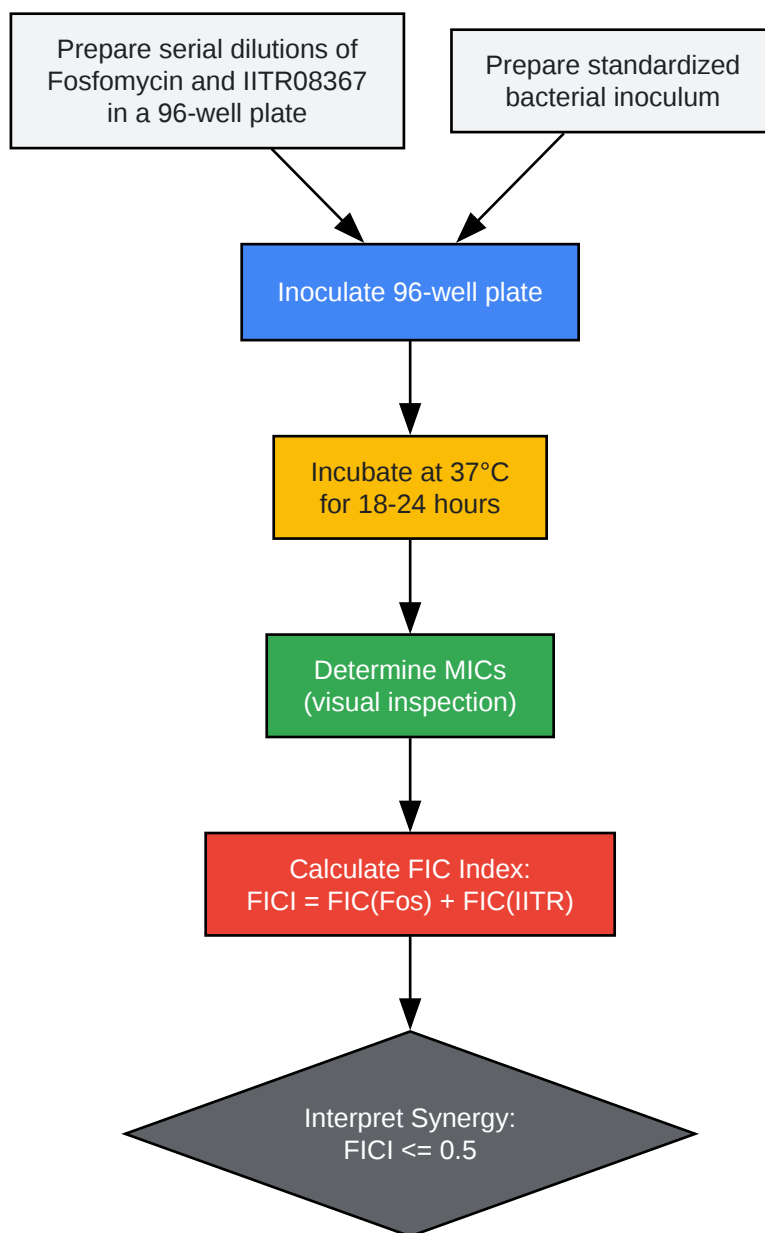 Prepare serial dilutions of
Fosfomycin and IITR08367
in a 96-well plate
Prepare standardized
bacterial inoculum
Inoculate 96-well plate
Incubate at 37°C
for 18-24 hours
Determine MICs
(visual inspection)
Calculate FIC Index:
FICI = FIC(Fos) + FIC(IITR)
Interpret Synergy:
FICI <= 0.5